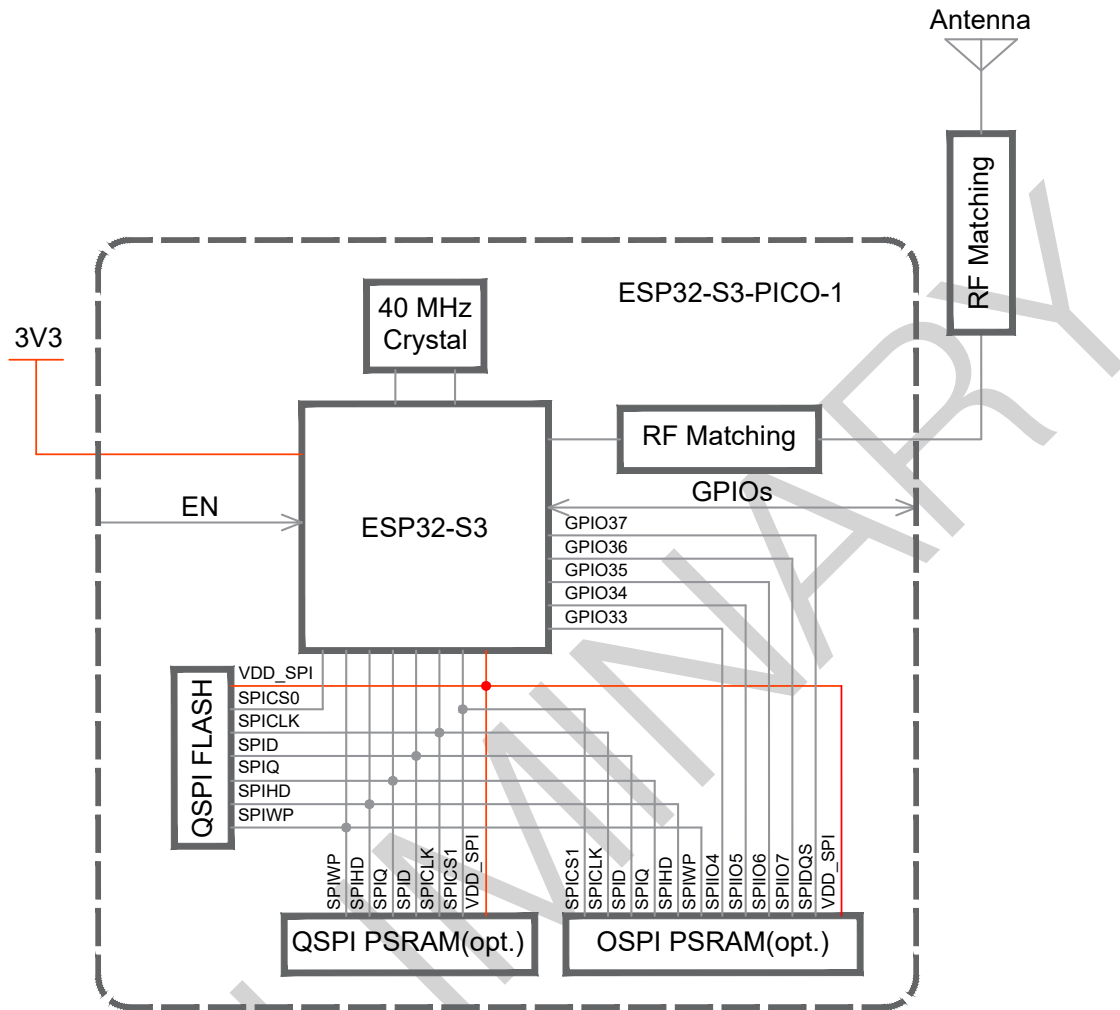 Antenna
RF Matching
ESP32-S3-PICO-1
40 MHz
Crystal
3V3
RF Matching
GPIOs
EN
ESP32-S3
GPIO37
GPIO36
GPIO35
GPIO34
GPIO33
QSPI FLASH
VDD_SPI
SPICS0
SPICLK
SPID
SPIQ
SPIHD
SPIWP
SPIWP
SPIHD
SPIQ
SPID
SPICLK
SPISC1
VDD_SPI
SPICS1
SPICLK
SPID
SPIQ
SPIHD
SPIWP
SPIIO4
SPIIO5
SPIIO6
SPIIO7
SPIDQS
VDD_SPI
QSPI PSRAM(opt.)
OSPI PSRAM(opt.)